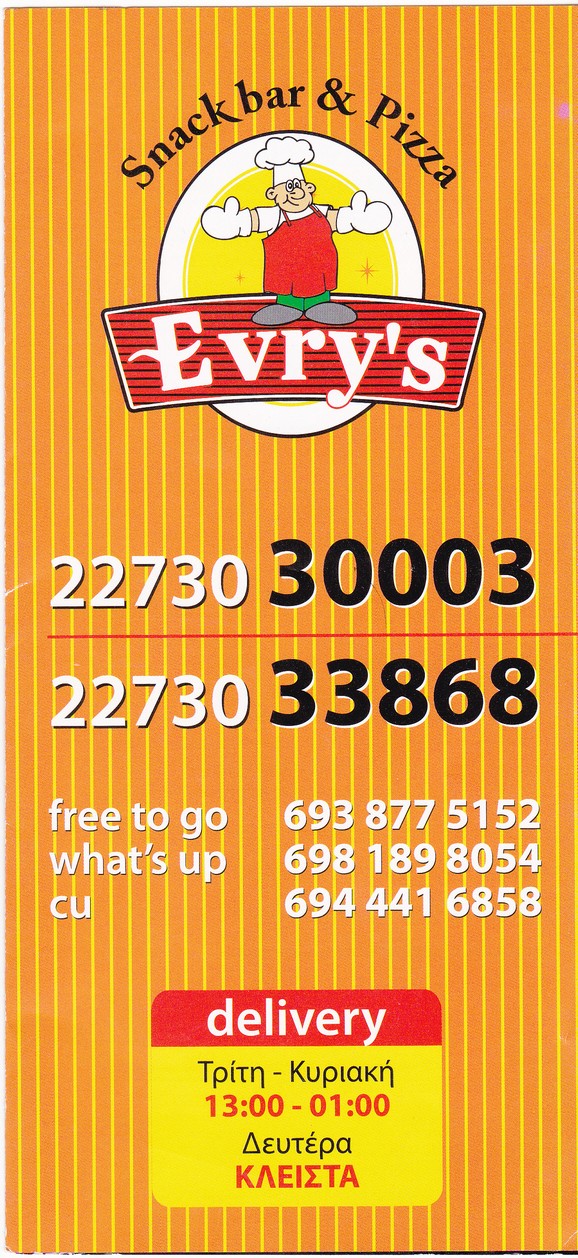 Snack bar & Pizza
Evry's
22730 30003
22730 33868
free to go 693 877 5152
what's up 698 189 8054
cu 694 441 6858
delivery
Τρίτη - Κυριακή
13:00 - 01:00
Δευτέρα
ΚΛΕΙΣΤΑ